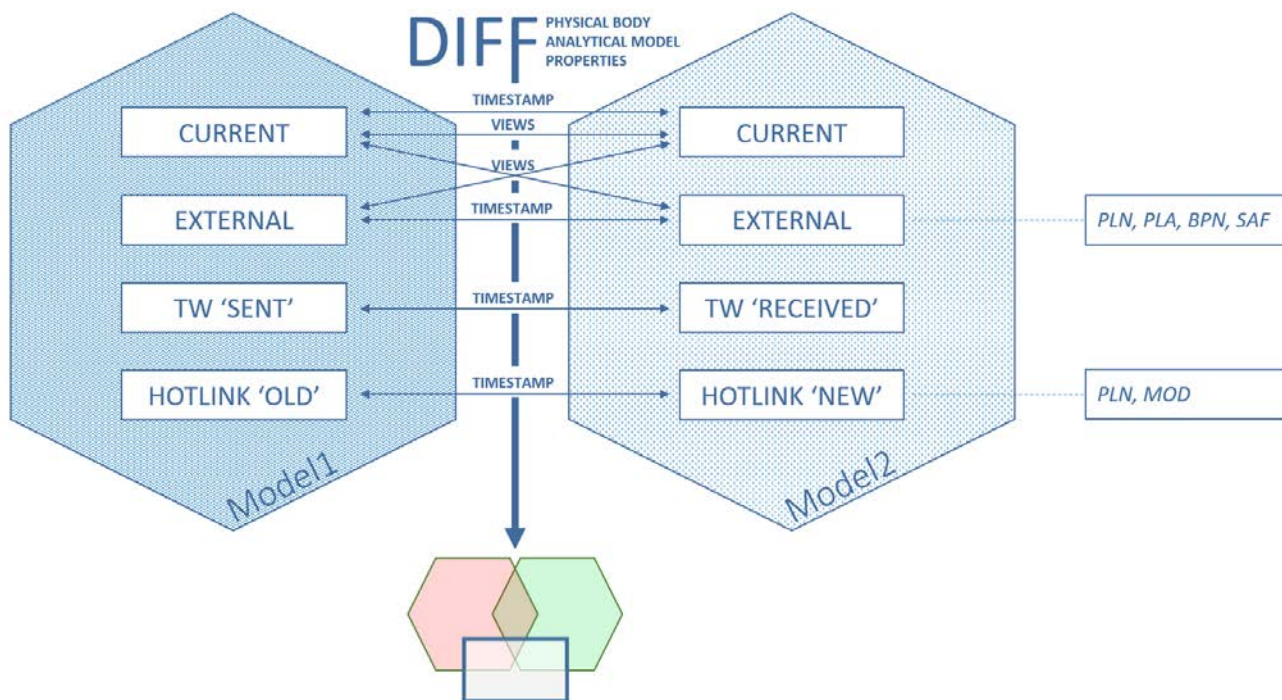 DIFF
PHYSICAL BODY
ANALYTICAL MODEL
PROPERTIES
TIMESTAMP
CURRENT
VIEWS
CURRENT
VIEWS
EXTERNAL
TIMESTAMP
EXTERNAL
PLN, PLA, BPN, SAF
TW ‘SENT’
TIMESTAMP
TW ‘RECEIVED’
HOTLINK ‘OLD’
TIMESTAMP
HOTLINK ‘NEW’
PLN, MOD
Model1
Model2